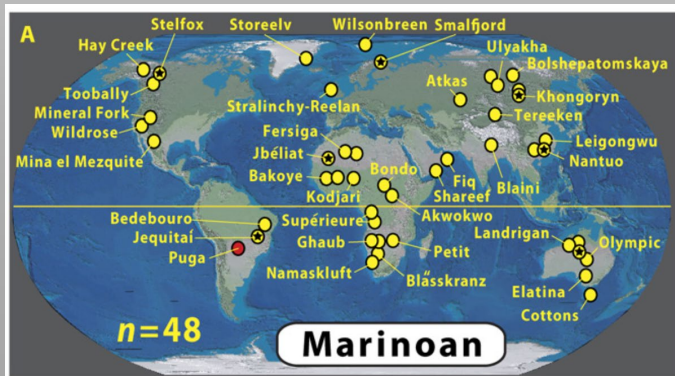 A
Stelfox
Storeelv
Wilsonbreen
Smalfjord
Hay Creek
Ulyakha
Bolshepatomskaya
Toobally
Atkas
Khongoryn
Mineral Fork
Stralinchy-Reelan
Tereeken
Wildrose
Fersiga
Leigongwu
Mina el Mezquite
Jbéliat
Nantuo
Bakoye
Bondo
Fiq
Blaini
Kodjari
Shareef
Akwokwo
Bedebouro
Supérieure
Landrigan
Jequitaí
Ghaub
Petit
Olympic
Puga
Namaskluft
Blässkranz
Elatina
Cottons
n=48
Marinoan